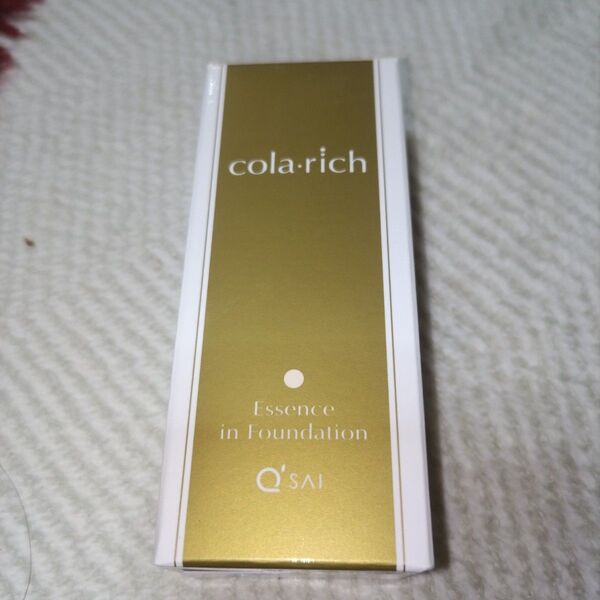 cola·rich
Essence
in Foundation
Q'SAI